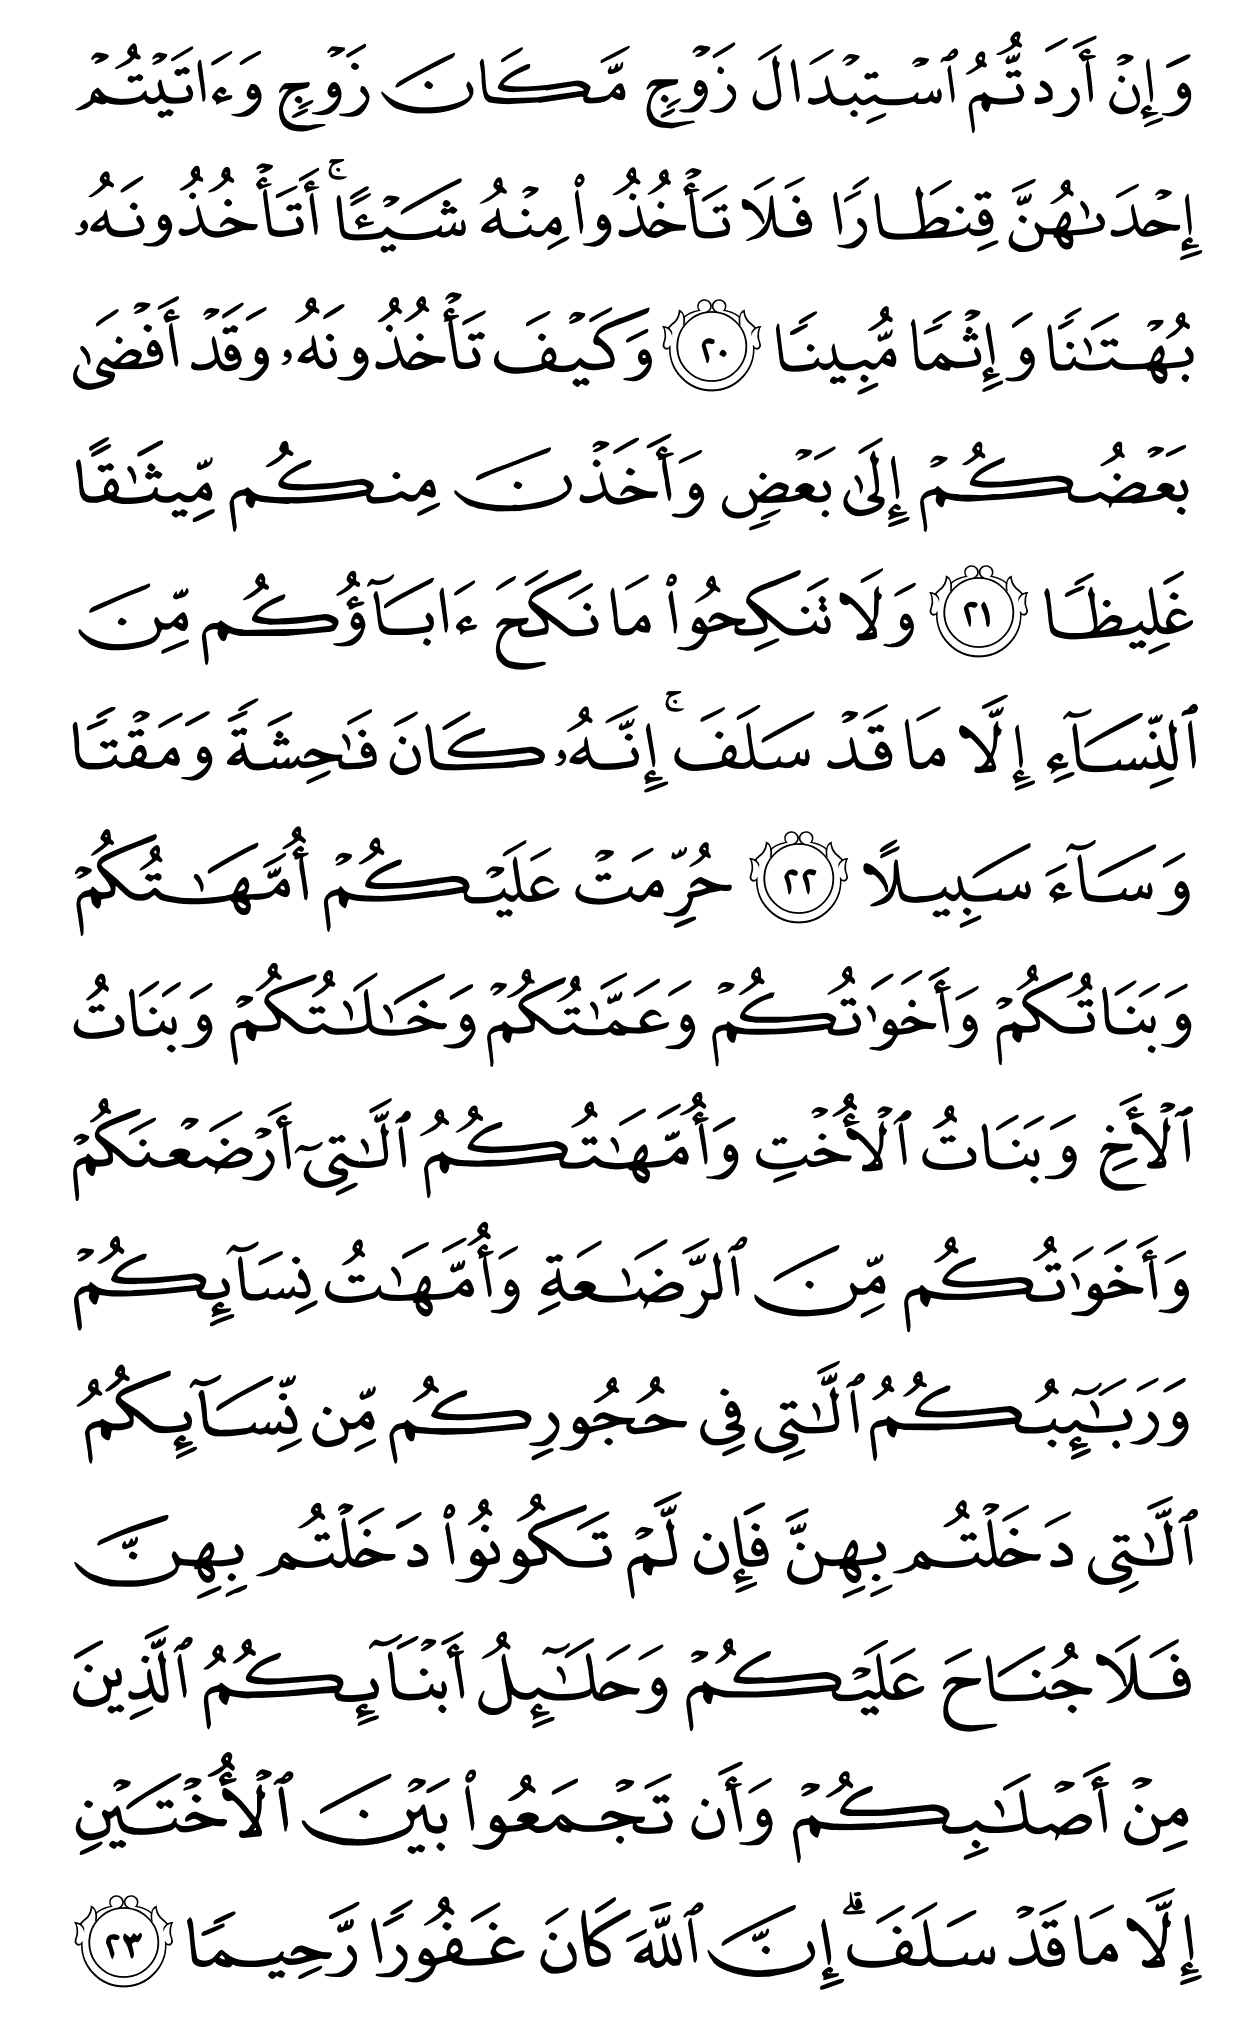 وَإِنْ أَرَدتُّمُ ٱسْتِبْدَالَ زَوْجٍ مَّكَانَ زَوْجٍ وَءَاتَيْتُمْ
إِحْدَىٰهُنَّ قِنطَارًا فَلَا تَأْخُذُوا۟ مِنْهُ شَيْـًٔا ۚ أَتَأْخُذُونَهُۥ
بُهْتَـٰنًا وَإِثْمًا مُّبِينًا ٢٠ وَكَيْفَ تَأْخُذُونَهُۥ وَقَدْ أَفْضَىٰ
بَعْضُكُمْ إِلَىٰ بَعْضٍ وَأَخَذْنَ مِنكُم مِّيثَـٰقًا
غَلِيظًا ٢١ وَلَا تَنكِحُوا۟ مَا نَكَحَ ءَابَآؤُكُم مِّنَ
ٱلنِّسَآءِ إِلَّا مَا قَدْ سَلَفَ ۚ إِنَّهُۥ كَانَ فَـٰحِشَةً وَمَقْتًا
وَسَآءَ سَبِيلًا ٢٢ حُرِّمَتْ عَلَيْكُمْ أُمَّهَـٰتُكُمْ
وَبَنَاتُكُمْ وَأَخَوَٰتُكُمْ وَعَمَّـٰتُكُمْ وَخَـٰلَـٰتُكُمْ وَبَنَاتُ
ٱلْأَخِ وَبَنَاتُ ٱلْأُخْتِ وَأُمَّهَـٰتُكُمُ ٱلَّـٰتِىٓ أَرْضَعْنَكُمْ
وَأَخَوَٰتُكُم مِّنَ ٱلرَّضَـٰعَةِ وَأُمَّهَـٰتُ نِسَآئِكُمْ
وَرَبَـٰٓئِبُكُمُ ٱلَّـٰتِى فِى حُجُورِكُم مِّن نِّسَآئِكُمُ
ٱلَّـٰتِى دَخَلْتُم بِهِنَّ فَإِن لَّمْ تَكُونُوا۟ دَخَلْتُم بِهِنَّ
فَلَا جُنَاحَ عَلَيْكُمْ وَحَلَـٰٓئِلُ أَبْنَآئِكُمُ ٱلَّذِينَ
مِنْ أَصْلَـٰبِكُمْ وَأَن تَجْمَعُوا۟ بَيْنَ ٱلْأُخْتَيْنِ
إِلَّا مَا قَدْ سَلَفَ ۗ إِنَّ ٱللَّهَ كَانَ غَفُورًا رَّحِيمًا ٢٣